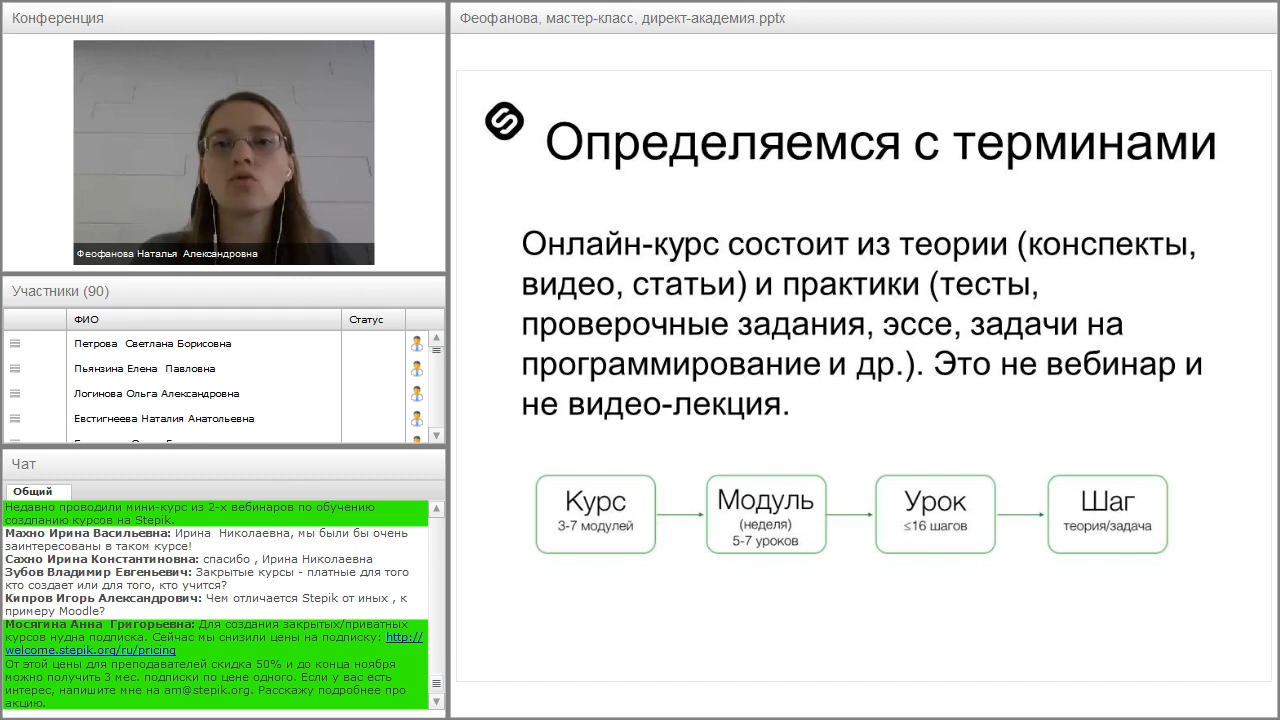 Конференция
Феофанова Наталья Александровна
Участники (90)
ФИО
Статус
Петрова Светлана Борисовна
Пьянзина Елена Павловна
Логинова Ольга Александровна
Евстигнеева Наталия Анатольевна
Чат
Общий
Недавно проводили мини-курс из 2-х вебинаров по обучению
создпанию курсов на Stepik.
Махно Ирина Васильевна: Ирина Николаевна, мы были бы очень
заинтересованы в таком курсе!
Сахно Ирина Константиновна: спасибо , Ирина Николаевна
Зубов Владимир Евгеньевич: Закрытые курсы - платные для того
кто создает или для того, кто учится?
Кипров Игорь Александрович: Чем отличается Stepik от иных , к
примеру Moodle?
Мосягина Анна Григорьевна: Для создания закрытых/приватных
курсов нудна подписка. Сейчас мы снизили цены на подписку: http://
welcome.stepik.org/ru/pricing
От этой цены для преподавателей скидка 50% и до конца ноября
можно получить 3 мес. подписки по цене одного. Если у вас есть
интерес, напишите мне на am@stepik.org. Расскажу подробнее про
акцию.
Феофанова, мастер-класс, директ-академия.pptx
Определяемся с терминами
Онлайн-курс состоит из теории (конспекты,
видео, статьи) и практики (тесты,
проверочные задания, эссе, задачи на
программирование и др.). Это не вебинар и
не видео-лекция.
Курс
3-7 модулей
Модуль
(неделя)
5-7 уроков
Урок
≤16 шагов
Шаг
теория/задача